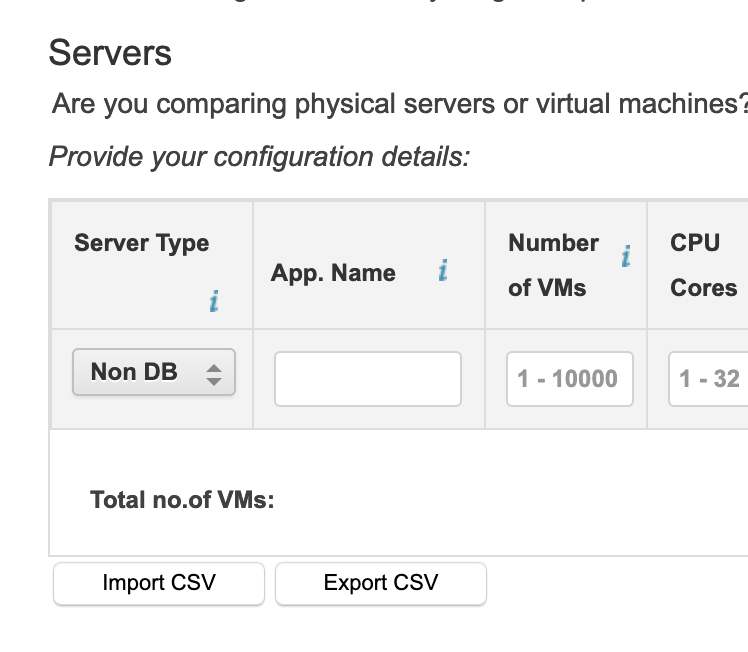 Servers
Are you comparing physical servers or virtual machines?
Provide your configuration details:
Server Type
i
App. Name i
Number i
of VMs
CPU
Cores
Non DB
1 - 10000
1 - 32
Total no.of VMs:
Import CSV
Export CSV